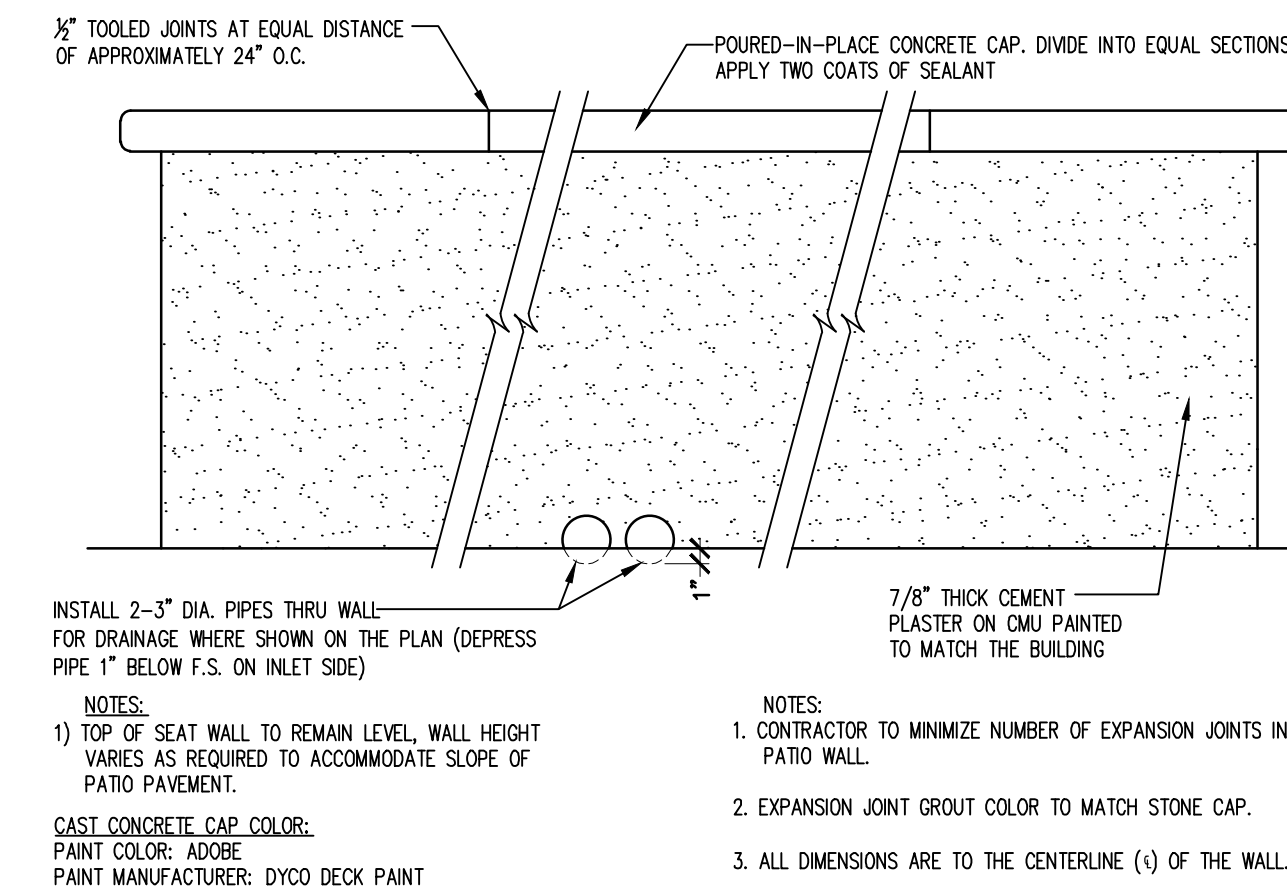 ½" TOOLED JOINTS AT EQUAL DISTANCE
OF APPROXIMATELY 24" O.C.
POURED-IN-PLACE CONCRETE CAP. DIVIDE INTO EQUAL SECTIONS
APPLY TWO COATS OF SEALANT
1"
INSTALL 2-3" DIA. PIPES THRU WALL
FOR DRAINAGE WHERE SHOWN ON THE PLAN (DEPRESS
PIPE 1" BELOW F.S. ON INLET SIDE)
7/8" THICK CEMENT
PLASTER ON CMU PAINTED
TO MATCH THE BUILDING
NOTES:
1) TOP OF SEAT WALL TO REMAIN LEVEL, WALL HEIGHT
VARIES AS REQUIRED TO ACCOMMODATE SLOPE OF
PATIO PAVEMENT.
CAST CONCRETE CAP COLOR:
PAINT COLOR: ADOBE
PAINT MANUFACTURER: DYCO DECK PAINT
NOTES:
1. CONTRACTOR TO MINIMIZE NUMBER OF EXPANSION JOINTS IN
PATIO WALL.
2. EXPANSION JOINT GROUT COLOR TO MATCH STONE CAP.
3. ALL DIMENSIONS ARE TO THE CENTERLINE (℄) OF THE WALL.